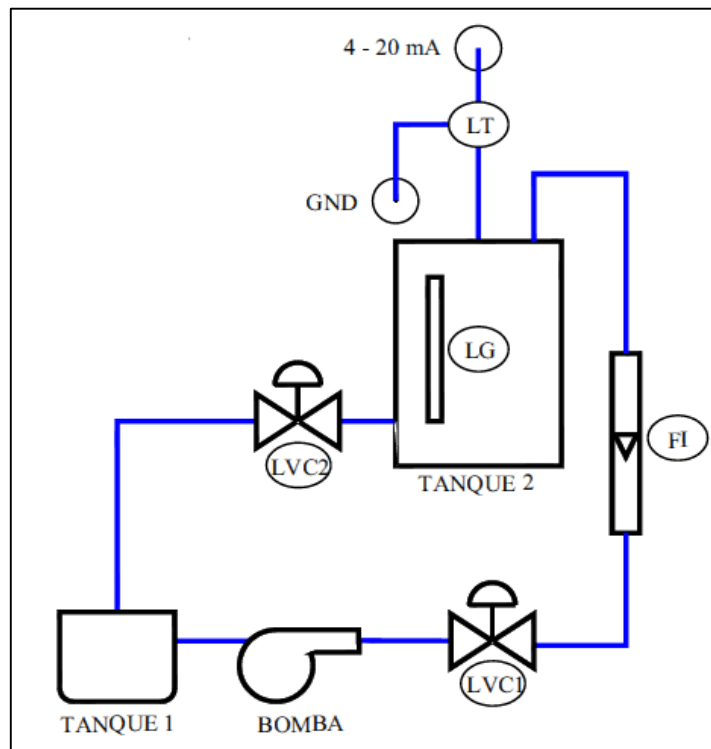 4 - 20 mA
LT
GND
LG
FI
LVC2
TANQUE 2
LVC1
TANQUE 1
BOMBA